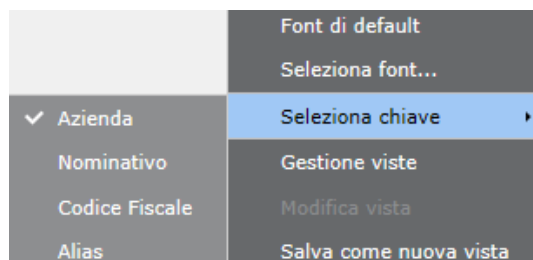 Font di default
Seleziona font...
Azienda
Seleziona chiave
Nominativo
Gestione viste
Codice Fiscale
Modifica vista
Alias
Salva come nuova vista